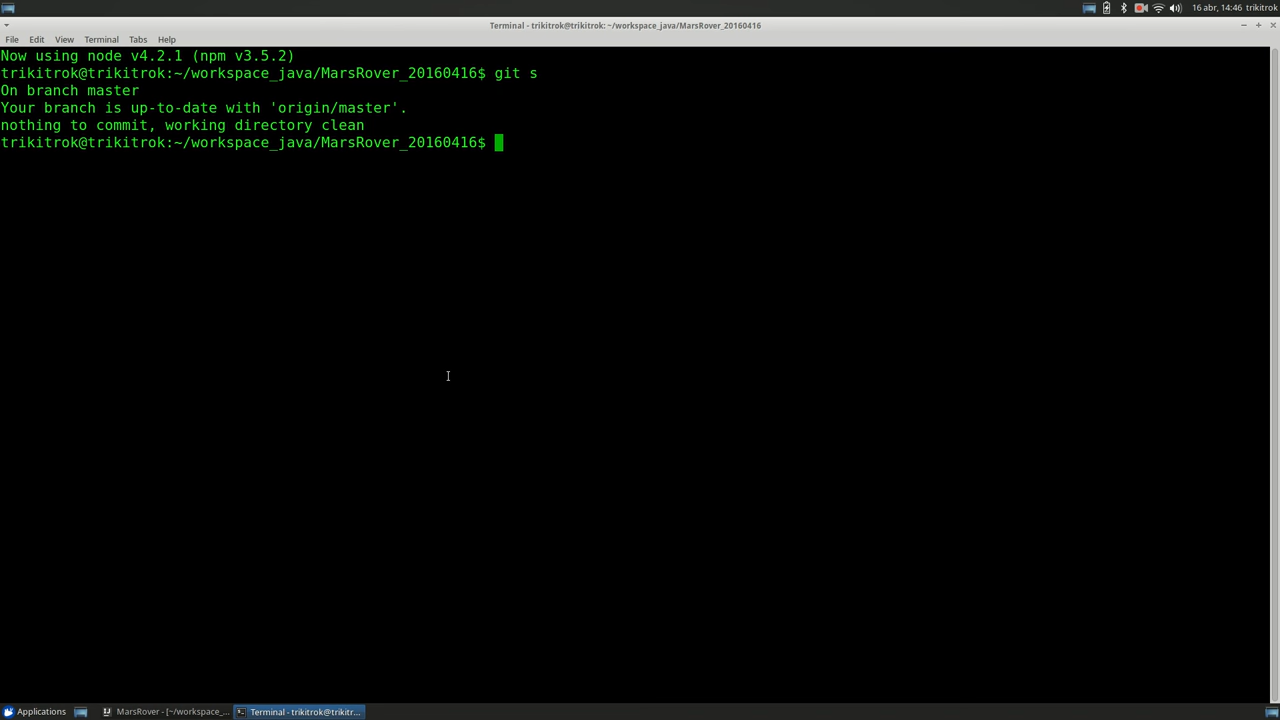 16 abr, 14:46 trikitrok
Terminal - trikitrok@trikitrok: ~/workspace_java/MarsRover_20160416
File Edit View Terminal Tabs Help
Now using node v4.2.1 (npm v3.5.2)
trikitrok@trikitrok:~/workspace_java/MarsRover_20160416$ git s
On branch master
Your branch is up-to-date with 'origin/master'.
nothing to commit, working directory clean
trikitrok@trikitrok:~/workspace_java/MarsRover_20160416$
Applications MarsRover - [~/workspace_... Terminal - trikitrok@trikitr...